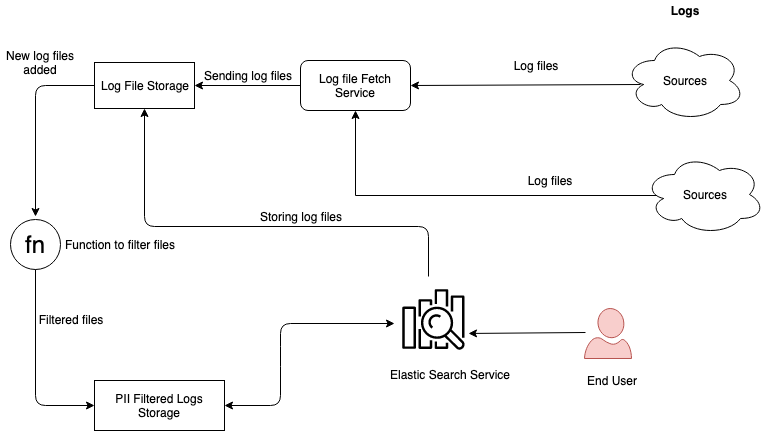 Logs
New log files
added
Log File Storage
Sending log files
Log file Fetch
Service
Log files
Sources
Log files
Sources
Storing log files
fn
Function to filter files
Filtered files
Elastic Search Service
End User
PII Filtered Logs
Storage